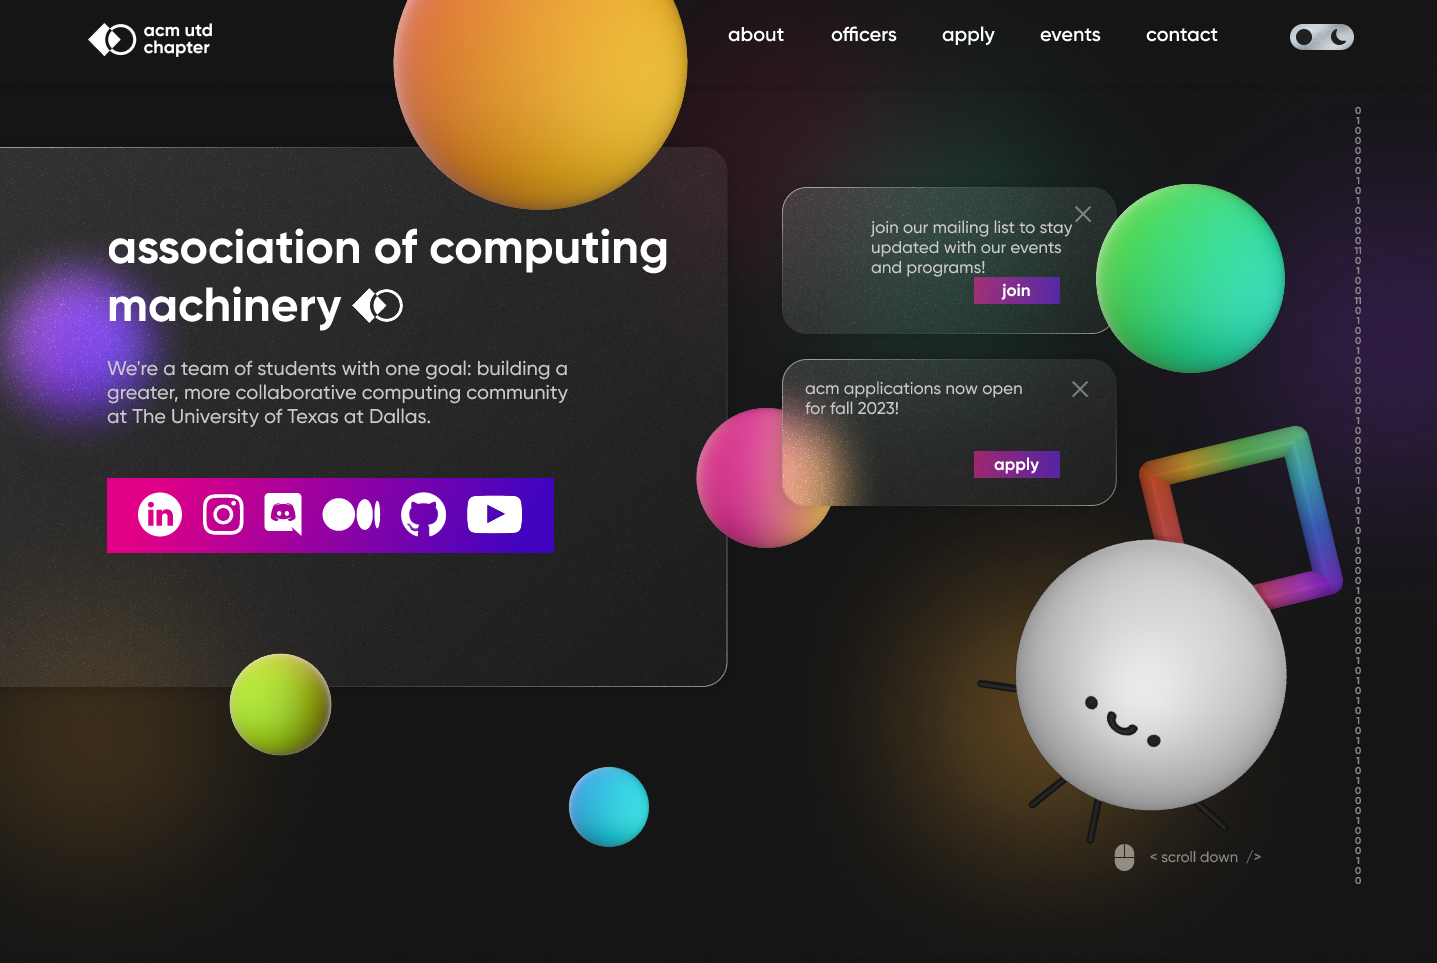 acm utd
chapter
about
officers
apply
events
contact
association of computing
machinery
We're a team of students with one goal: building a
greater, more collaborative computing community
at The University of Texas at Dallas.
in
join our mailing list to stay
updated with our events
and programs!
join
acm applications now open
for fall 2023!
apply
< scroll down />